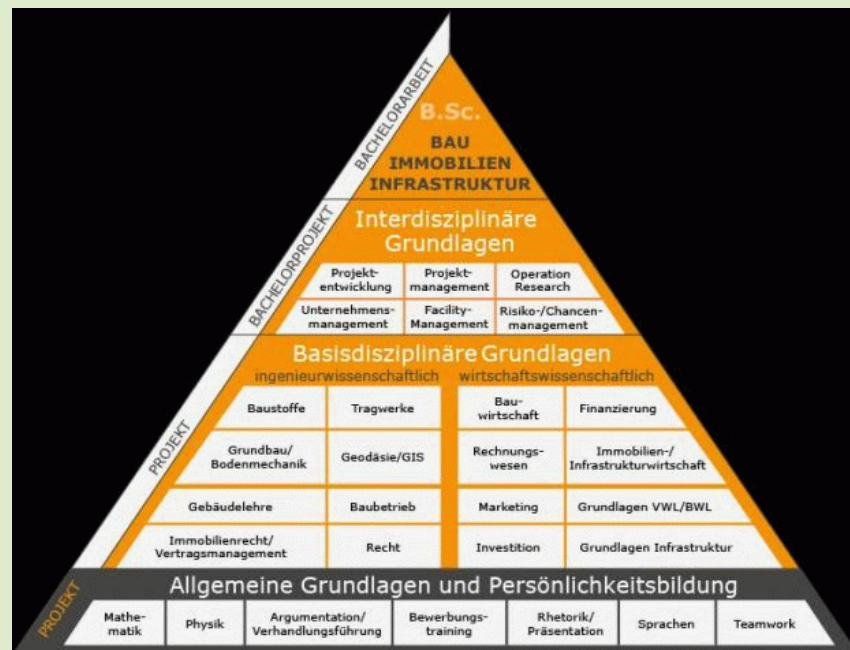 BACHELORARBEIT
B.Sc.
BAU
IMMOBILIEN
INFRASTRUKTUR
BACHELORPROJEKT
Interdisziplinäre
Grundlagen
Projekt-
entwicklung
Projekt-
management
Operation
Research
Unternehmens-
management
Facility-
Management
Risiko-/Chancen-
management
PROJEKT
Basisdisziplinäre Grundlagen
ingenieurwissenschaftlich
wirtschaftswissenschaftlich
Baustoffe
Tragwerke
Bau-
wirtschaft
Finanzierung
Grundbau/
Bodenmechanik
Geodäsie/GIS
Rechnungs-
wesen
Immobilien-/
Infrastrukturwirtschaft
Gebäudelehre
Baubetrieb
Marketing
Grundlagen VWL/BWL
Immobilienrecht/
Vertragsmanagement
Recht
Investition
Grundlagen Infrastruktur
PROJEKT
Allgemeine Grundlagen und Persönlichkeitsbildung
Mathe-
matik
Physik
Argumentation/
Verhandlungsführung
Bewerbungs-
training
Rhetorik/
Präsentation
Sprachen
Teamwork